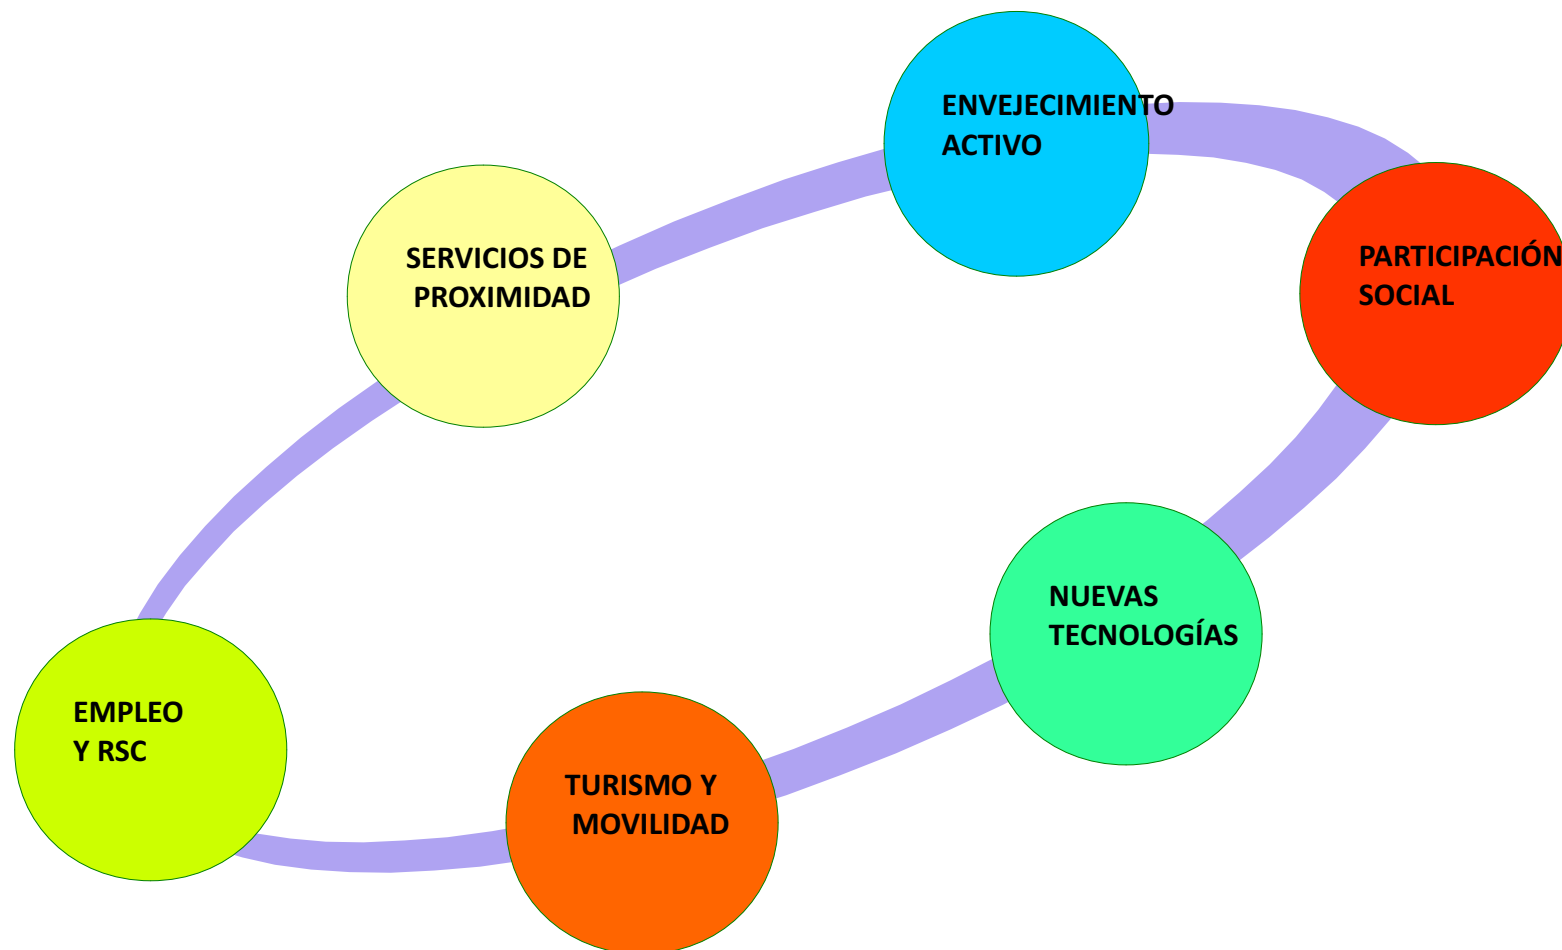 ENVEJECIMIENTO
ACTIVO
SERVICIOS DE
PROXIMIDAD
PARTICIPACIÓN
SOCIAL
NUEVAS
TECNOLOGÍAS
EMPLEO
Y RSC
TURISMO Y
MOVILIDAD